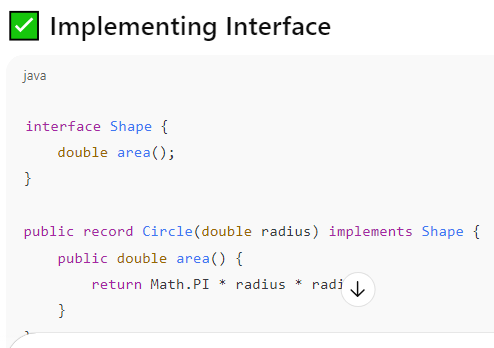 ✅ Implementing Interface
java
interface Shape {
    double area();
}
public record Circle(double radius) implements Shape {
    public double area() {
        return Math.PI * radius *
    }